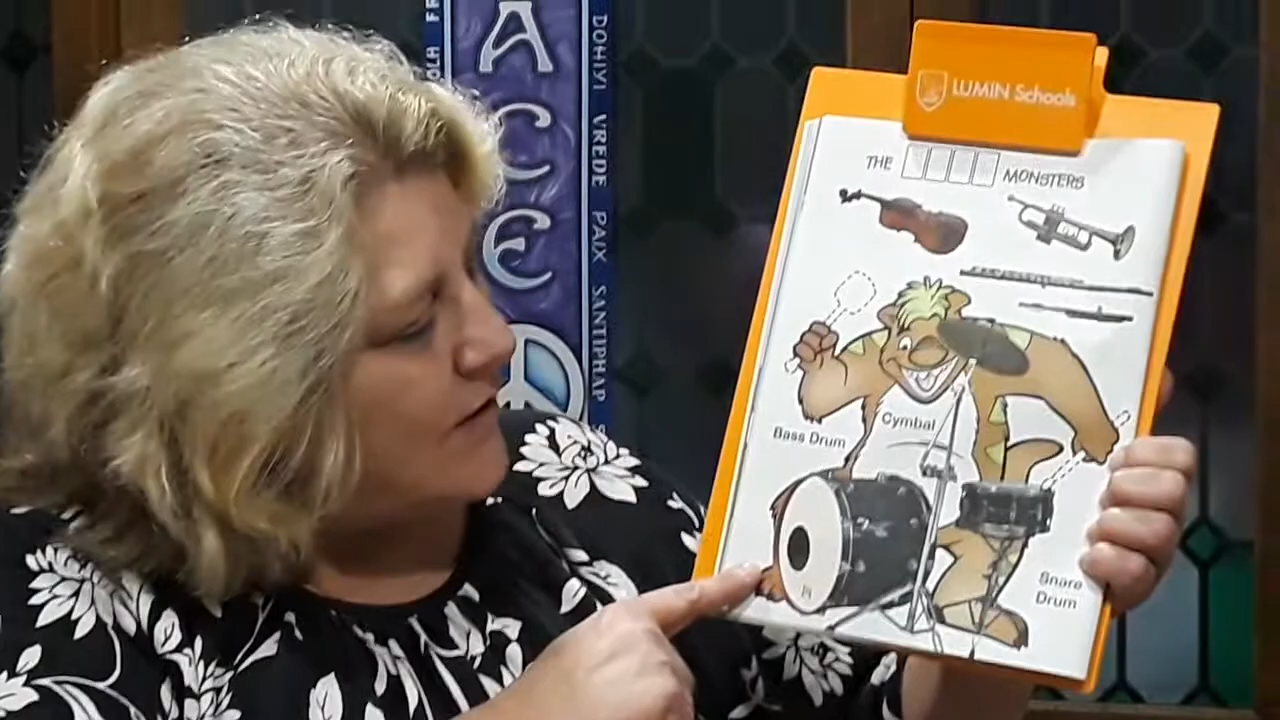 ACE
DOHIYI VREDE PAIX SANTIPHAP
LUMIN Schools
THE MONSTERS
Cymbal
Bass Drum
Snare
Drum